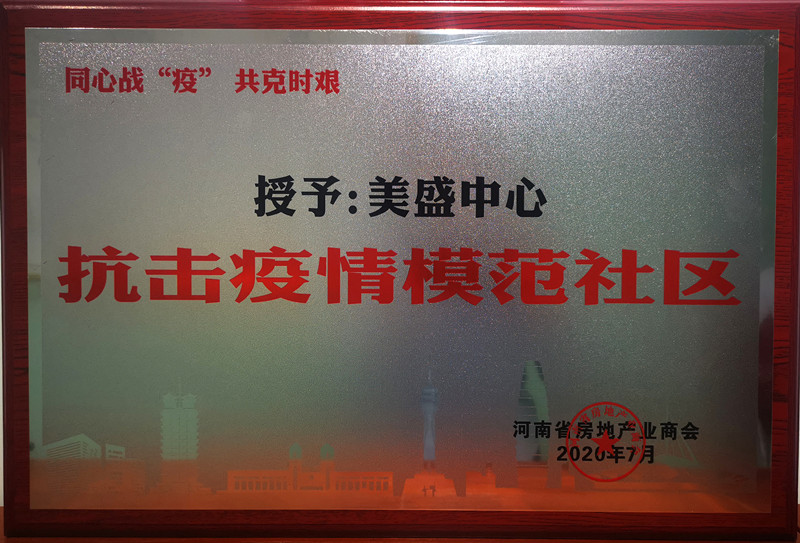 同心战“疫” 共克时艰
授予:美盛中心
抗击疫情模范社区
河南省房地产业商会
2020年7月